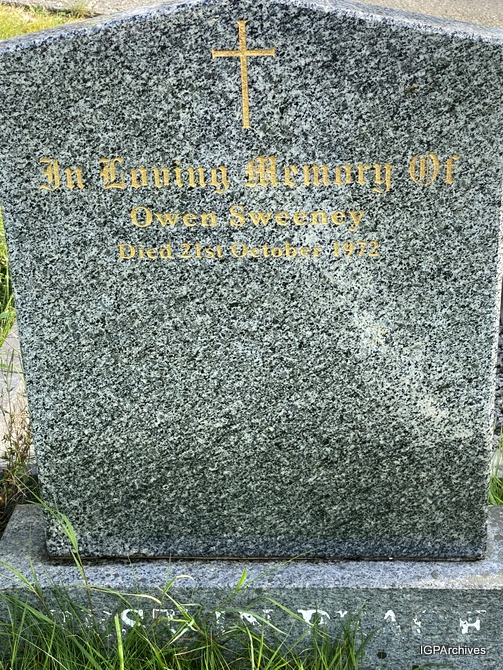 In Loving Memory Of
Owen Sweeney
Died 21st October 1972
IGPArchives